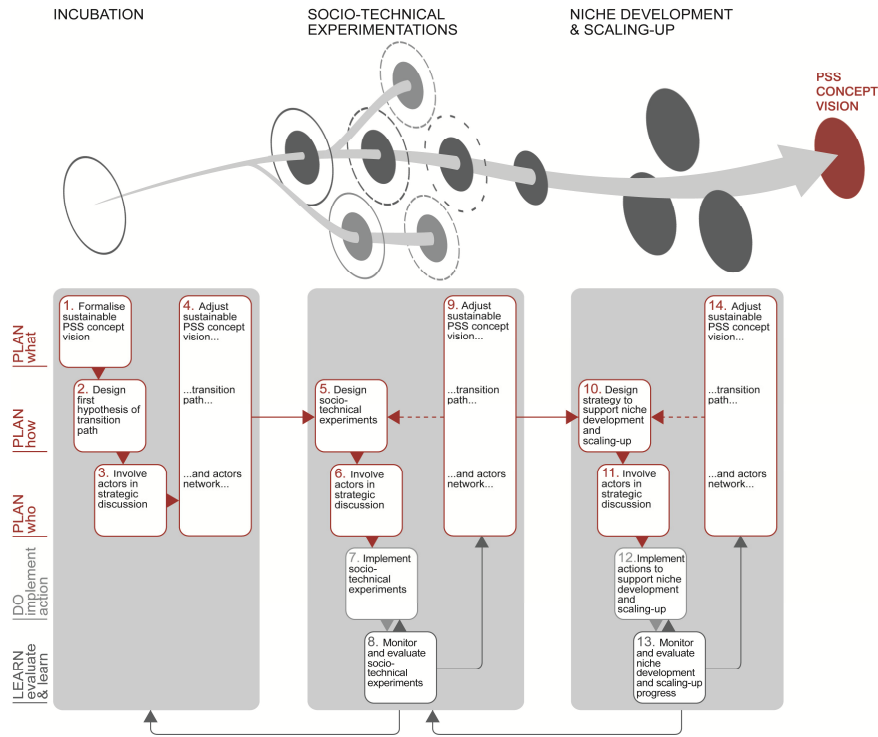 INCUBATION
SOCIO-TECHNICAL
EXPERIMENTATIONS
NICHE DEVELOPMENT
& SCALING-UP
PSS
CONCEPT
VISION
PLAN
what
PLAN
how
PLAN
who
DO
implement
action
LEARN
evaluate
& learn
1. Formalise
sustainable
PSS concept
vision
2. Design
first
hypothesis of
transition
path
3. Involve
actors in
strategic
discussion
4. Adjust
sustainable
PSS concept
vision...
...transition
path...
...and actors
network...
5. Design
socio-
technical
experiments
6. Involve
actors in
strategic
discussion
7. Implement
socio-
technical
experiments
8. Monitor
and evaluate
socio-
technical
experiments
9. Adjust
sustainable
PSS concept
vision...
...transition
path...
...and actors
network...
10. Design
strategy to
support niche
development
and
scaling-up
11. Involve
actors in
strategic
discussion
12. Implement
actions to
support niche
development
and
scaling-up
13. Monitor
and evaluate
niche
development
and scaling-up
progress
14. Adjust
sustainable
PSS concept
vision...
...transition
path...
...and actors
network...